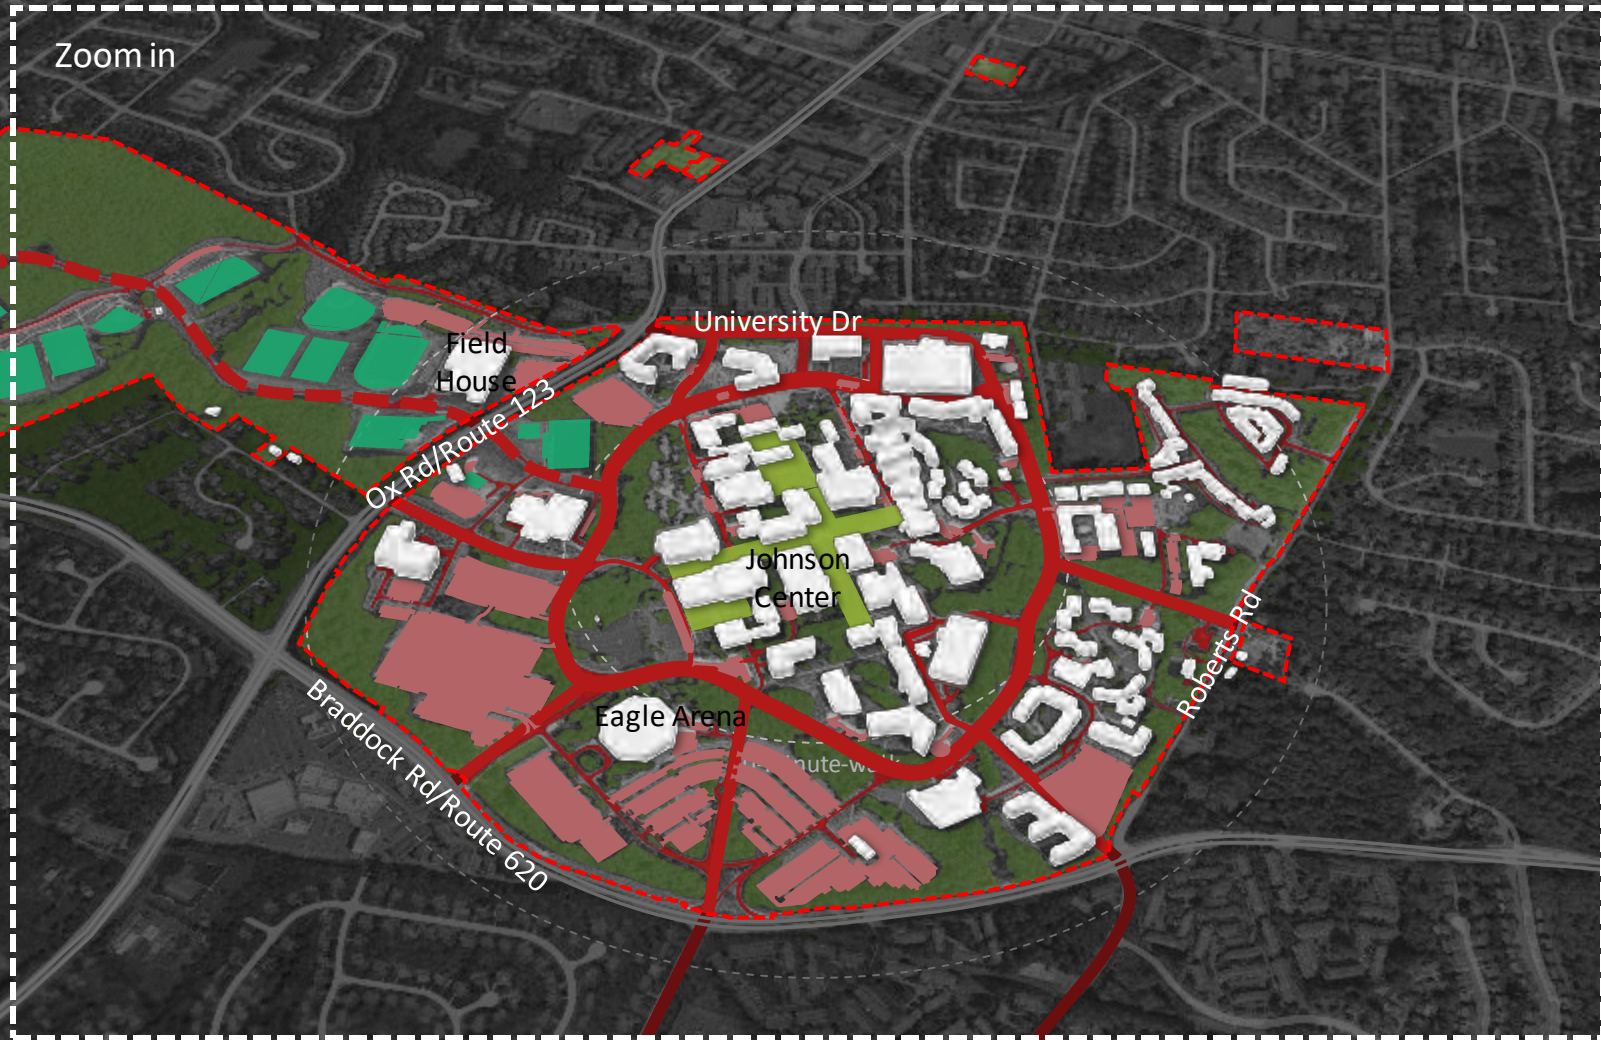 Zoom in
University Dr
Field
House
Ox Rd/Route 123
Johnson
Center
Roberts Rd
Eagle Arena
Braddock Rd/Route 620